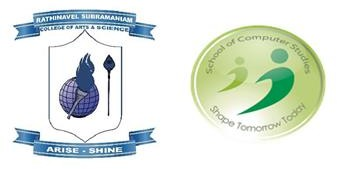 RATHINAVEL SUBRAMANIAM
COLLEGE OF ARTS & SCIENCE
ARISE - SHINE
School of Computer Studies
Shape Tomorrow Today